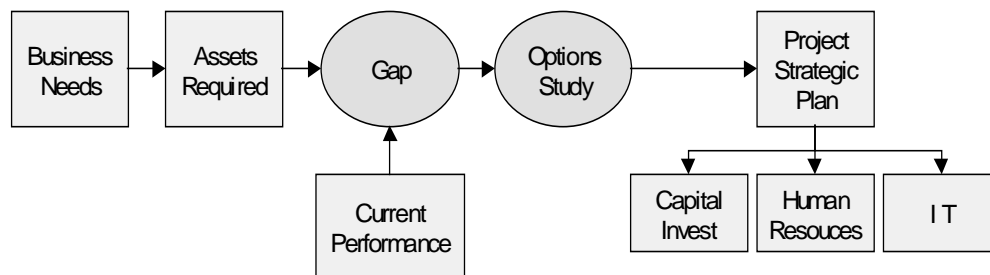 Business
Needs
Assets
Required
Gap
Options
Study
Project
Strategic
Plan
Current
Performance
Capital
Invest
Human
Resouces
I T